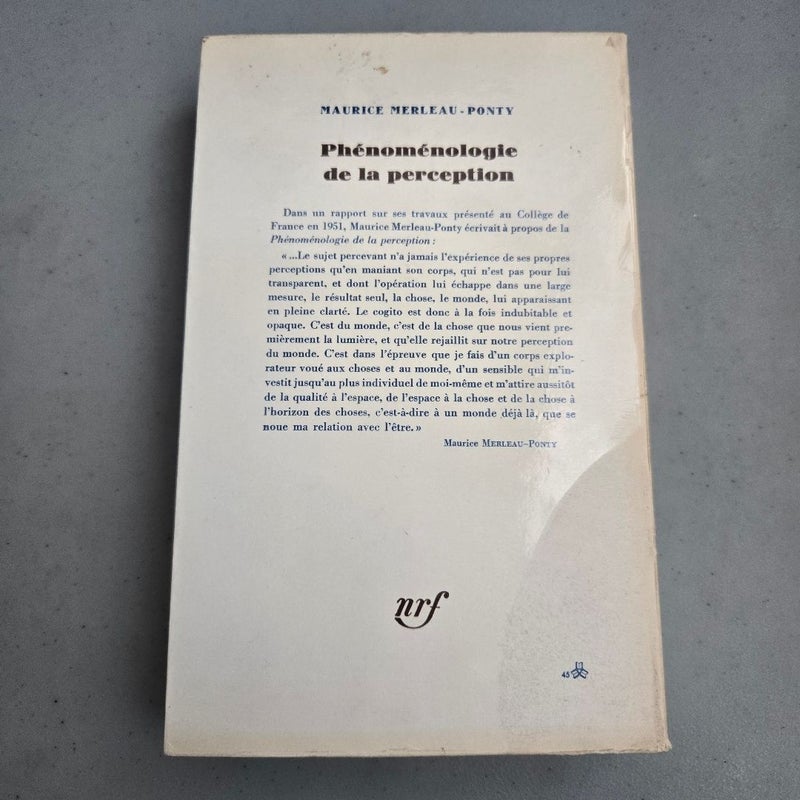 MAURICE MERLEAU-PONTY
Phénoménologie
de la perception
Dans un rapport sur ses travaux présenté au Collège de
France en 1951, Maurice Merleau-Ponty écrivait à propos de la
Phénoménologie de la perception :
« ...Le sujet percevant n'a jamais l'expérience de ses propres
perceptions qu'en maniant son corps, qui n'est pas pour lui
transparent, et dont l'opération lui échappe dans une large
mesure, le résultat seul, la chose, le monde, lui apparaissant
en pleine clarté. Le cogito est donc à la fois indubitable et
opaque. C'est du monde, c'est de la chose que nous vient pre-
mièrement la lumière, et qu'elle rejaillit sur notre perception
du monde. C'est dans l'épreuve que je fais d'un corps explo-
rateur voué aux choses et au monde, d'un sensible qui m'in-
vestit jusqu'au plus individuel de moi-même et m'attire aussitôt
de la qualité à l'espace, de l'espace à la chose et de la chose à
l'horizon des choses, c'est-à-dire à un monde déjà là, que se
noue ma relation avec l'être. »
Maurice MERLEAU-PONTY
nrf
45